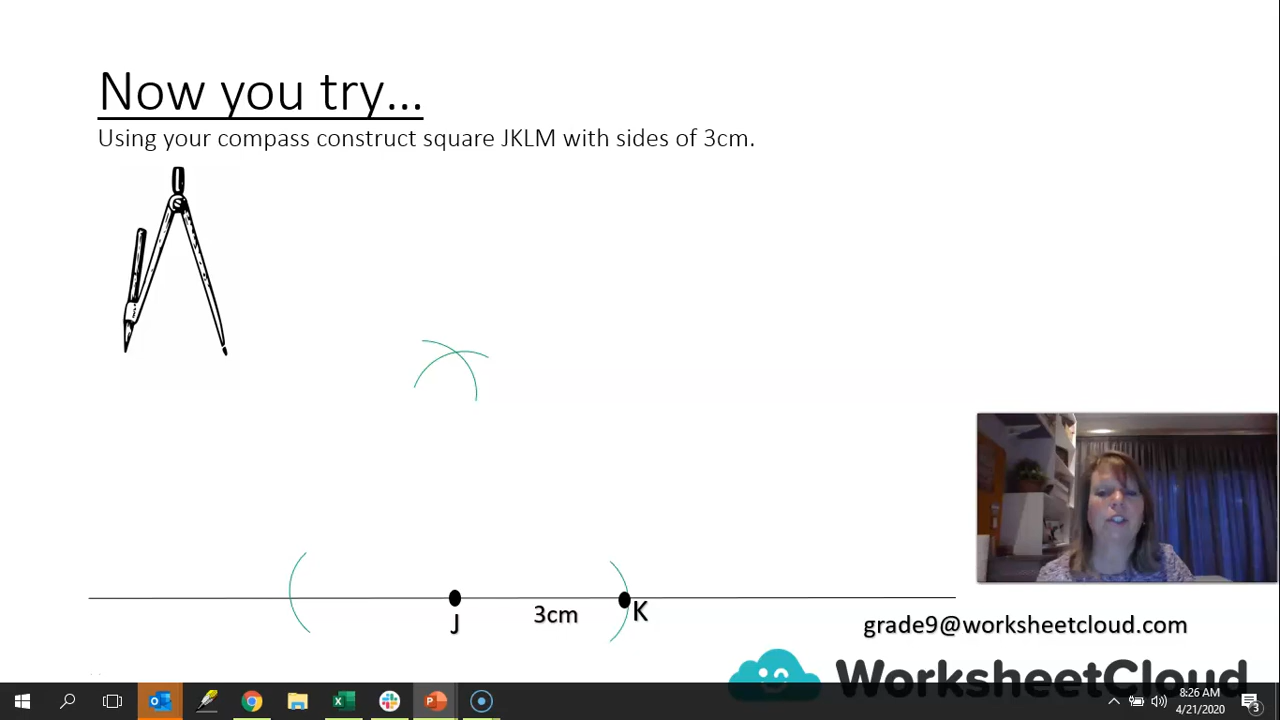 Now you try...
Using your compass construct square JKLM with sides of 3cm.
J
3cm
K
grade9@worksheetcloud.com
WorksheetCloud
8:26 AM
4/21/2020
3